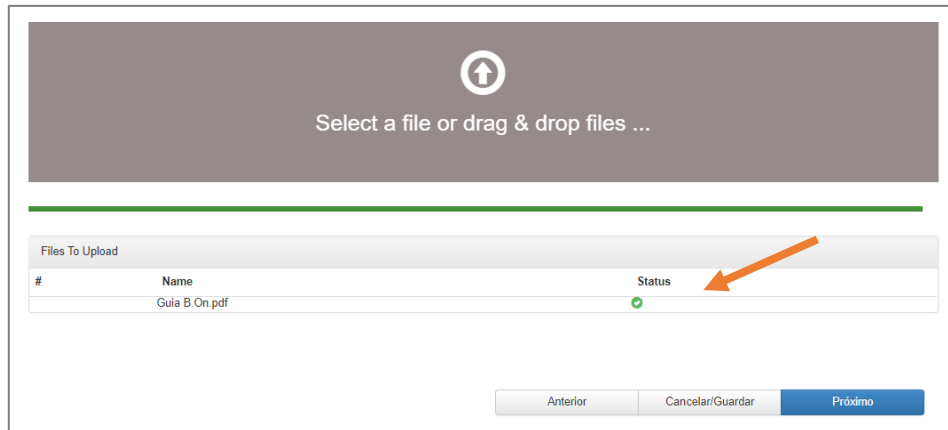 Select a file or drag & drop files ...
Files To Upload
# Name Status
Guia B.On.pdf
Anterior Cancelar/Guardar Próximo